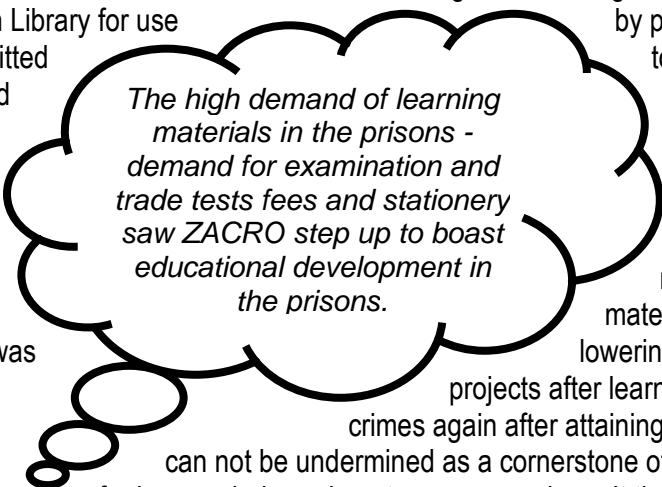 Library for use
by
itted
The high demand of learning
materials in the prisons -
demand for examination and
trade tests fees and stationery
saw ZACRO step up to boast
educational development in
the prisons.
was
mate
lowerin
projects after learn
crimes again after attaining
can not be undermined as a cornerstone of